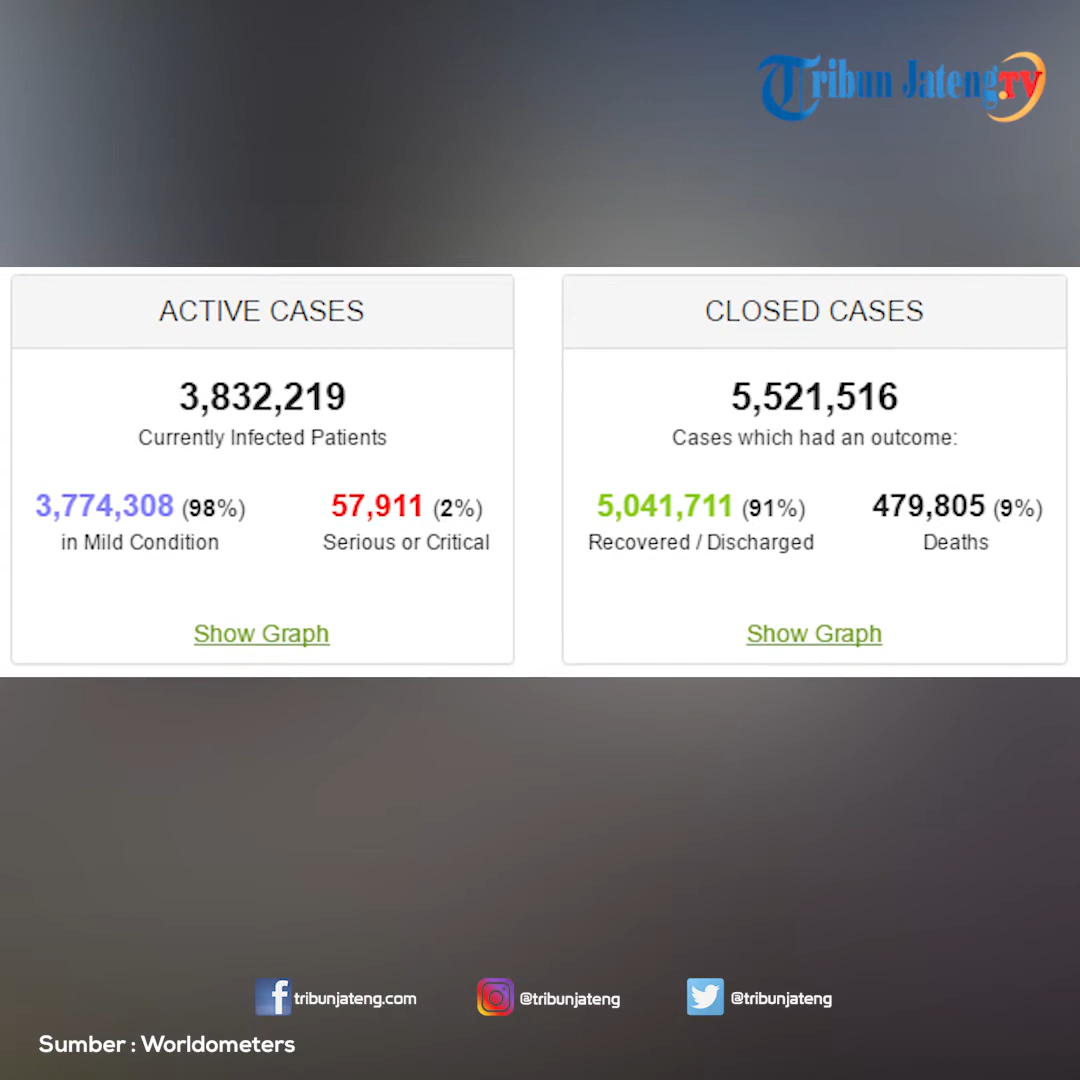 Tribun Jateng.TV
ACTIVE CASES
3,832,219
Currently Infected Patients
3,774,308 (98%)
in Mild Condition
57,911 (2%)
Serious or Critical
Show Graph
CLOSED CASES
5,521,516
Cases which had an outcome:
5,041,711 (91%)
Recovered / Discharged
479,805 (9%)
Deaths
Show Graph
tribunjateng.com
@tribunjateng
@tribunjateng
Sumber : Worldometers